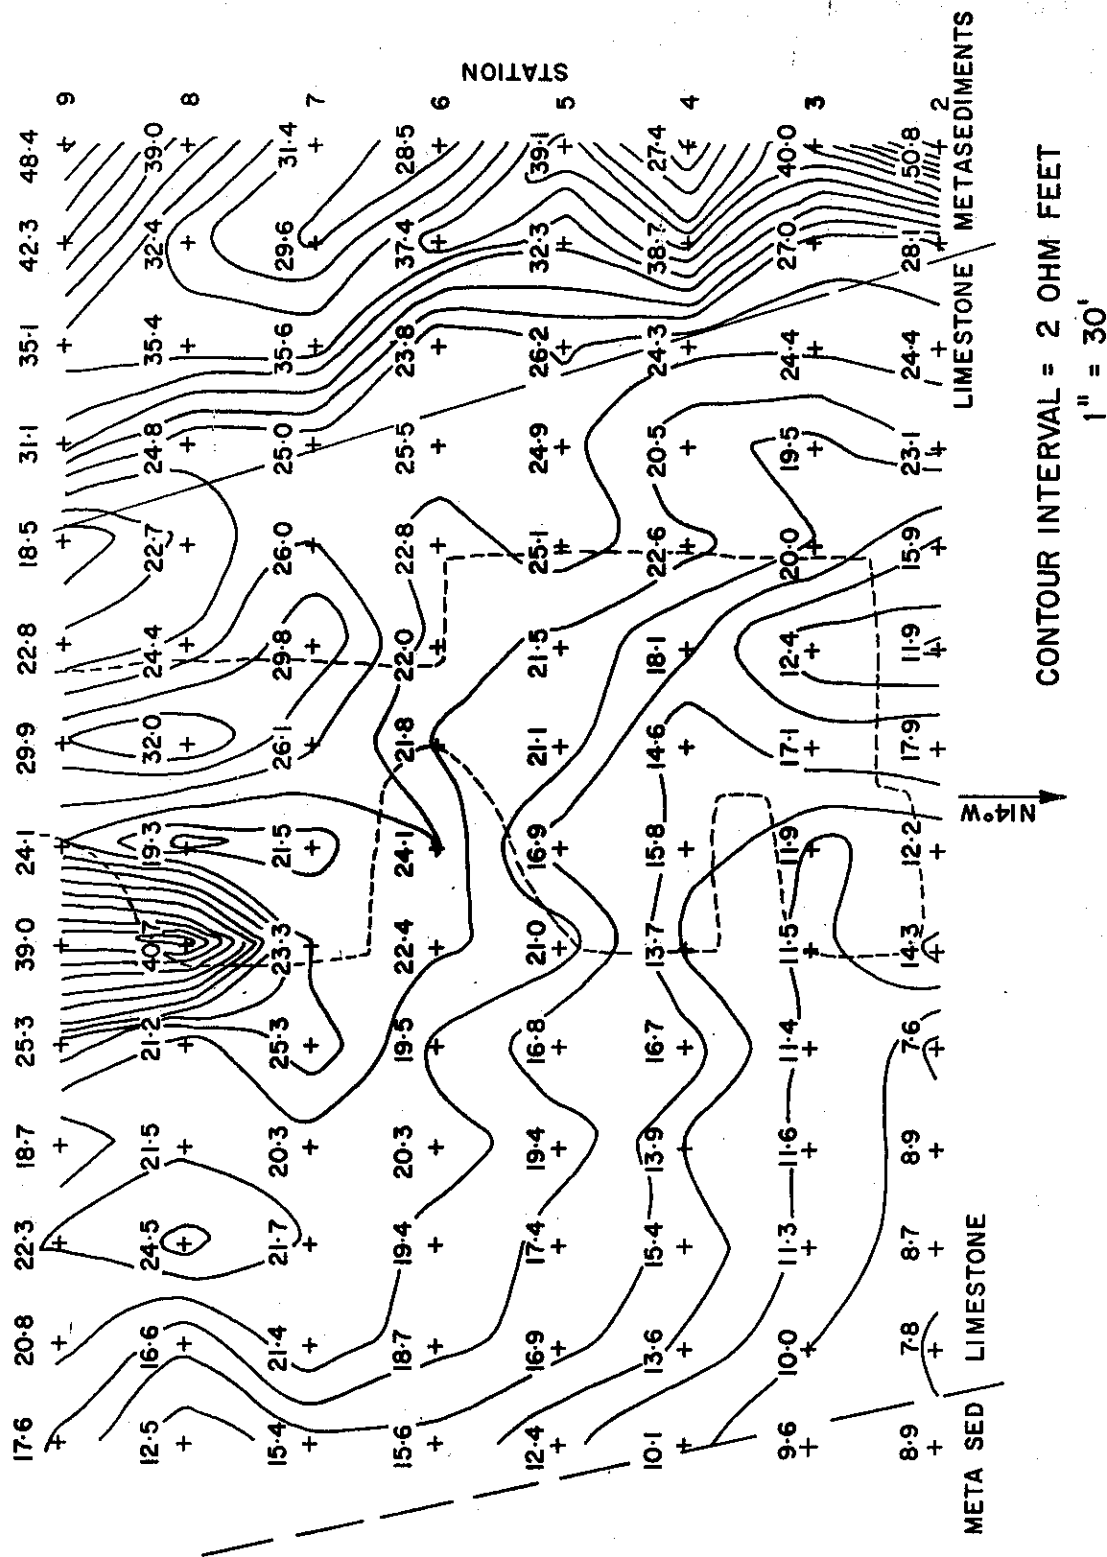 17·6 20·8 22·3 18·7 25·3 39·0 24·1 29·9 22·8 18·5 31·1 35·1 42·3 48·4 9
12·5 16·6 24·5 21·5 21·2 40·7 19·3 32·0 24·4 22·7 24·8 35·4 32·4 39·0 8
15·4 21·4 21·7 20·3 25·3 23·3 21·5 26·1 29·8 26·0 25·0 35·6 29·6 31·4 7
15·6 18·7 19·4 20·3 19·5 22·4 24·1 21·8 22·0 22·8 25·5 23·8 37·4 28·5 6
STATION
12·4 16·9 17·4 19·4 16·8 21·0 16·9 21·1 21·5 25·1 24·9 26·2 32·3 39·1 5
10·1 13·6 15·4 13·9 16·7 13·7 15·8 14·6 18·1 22·6 20·5 24·3 38·7 27·4 4
9·6 10·0 11·3 11·6 11·4 11·5 11·9 17·1 12·4 20·0 19·5 24·4 27·0 40·0 3
8·9 7·8 8·7 8·9 7·6 14·3 12·2 17·9 11·9 15·9 23·1 24·4 28·1 50·8 2
META SED LIMESTONE
LIMESTONE METASEDIMENTS
N14°W
CONTOUR INTERVAL = 2 OHM FEET
1" = 30'